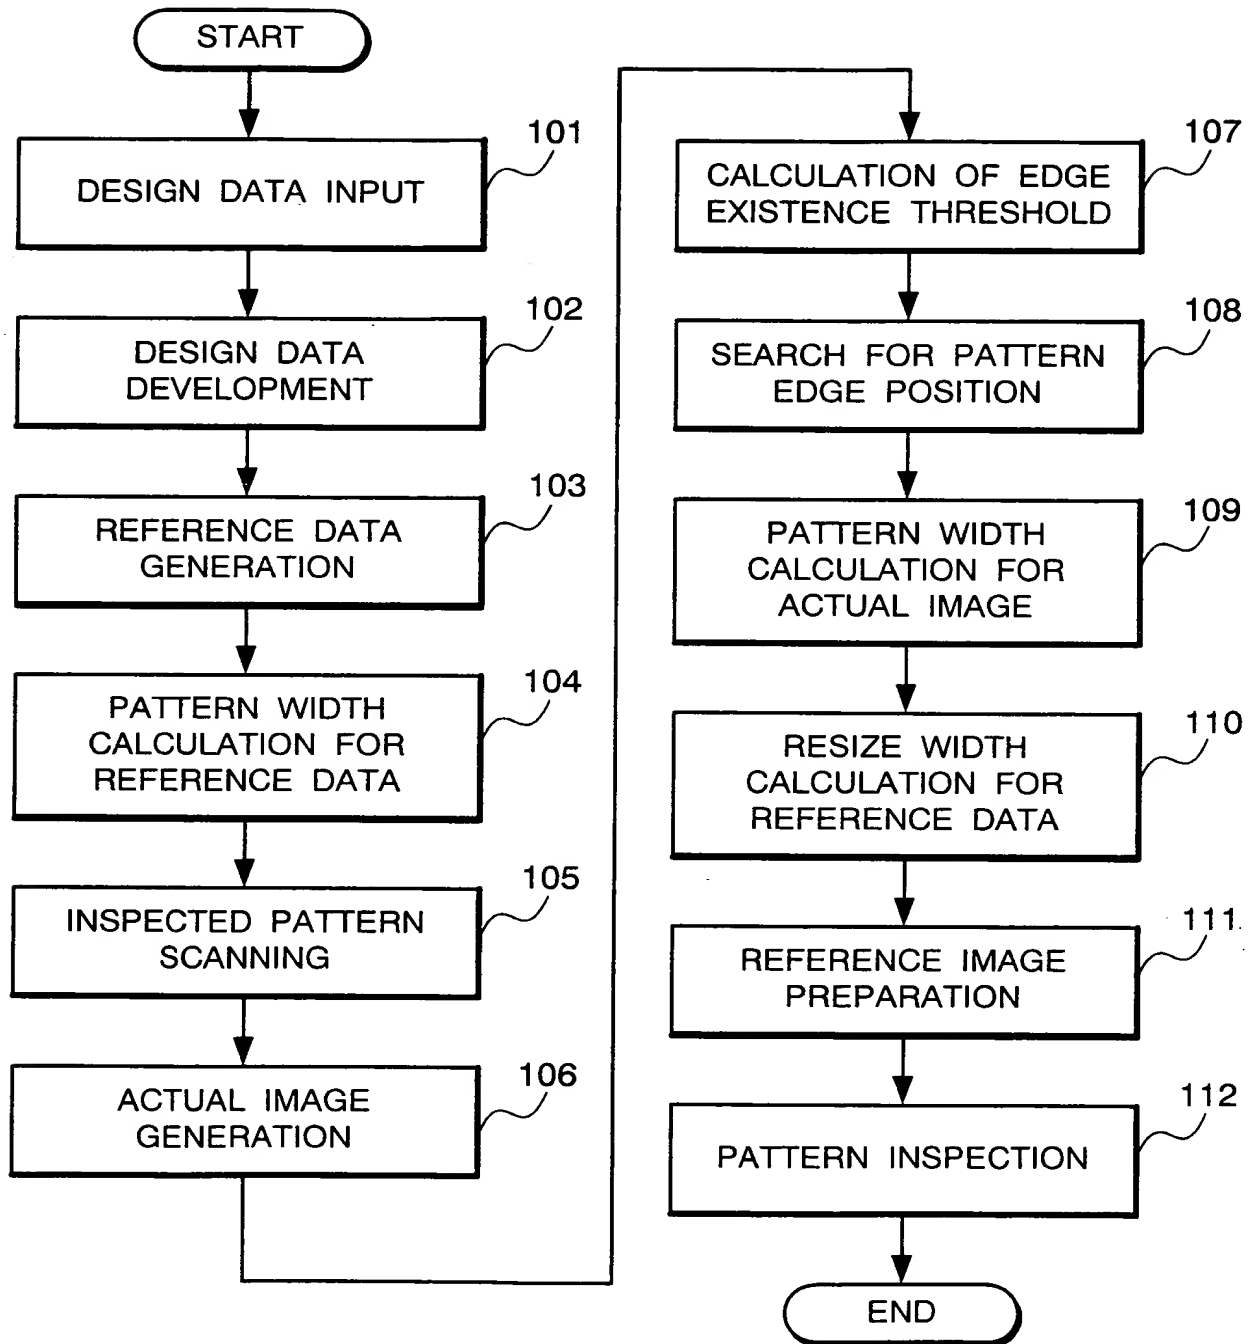 START
101
DESIGN DATA INPUT
102
DESIGN DATA
DEVELOPMENT
103
REFERENCE DATA
GENERATION
104
PATTERN WIDTH
CALCULATION FOR
REFERENCE DATA
105
INSPECTED PATTERN
SCANNING
106
ACTUAL IMAGE
GENERATION
107
CALCULATION OF EDGE
EXISTENCE THRESHOLD
108
SEARCH FOR PATTERN
EDGE POSITION
109
PATTERN WIDTH
CALCULATION FOR
ACTUAL IMAGE
110
RESIZE WIDTH
CALCULATION FOR
REFERENCE DATA
111
REFERENCE IMAGE
PREPARATION
112
PATTERN INSPECTION
END